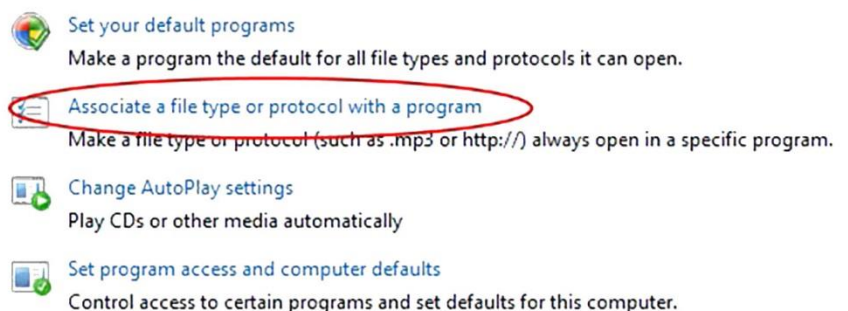 Set your default programs
Make a program the default for all file types and protocols it can open.
Associate a file type or protocol with a program
Make a file type or protocol (such as .mp3 or http://) always open in a specific program.
Change AutoPlay settings
Play CDs or other media automatically
Set program access and computer defaults
Control access to certain programs and set defaults for this computer.